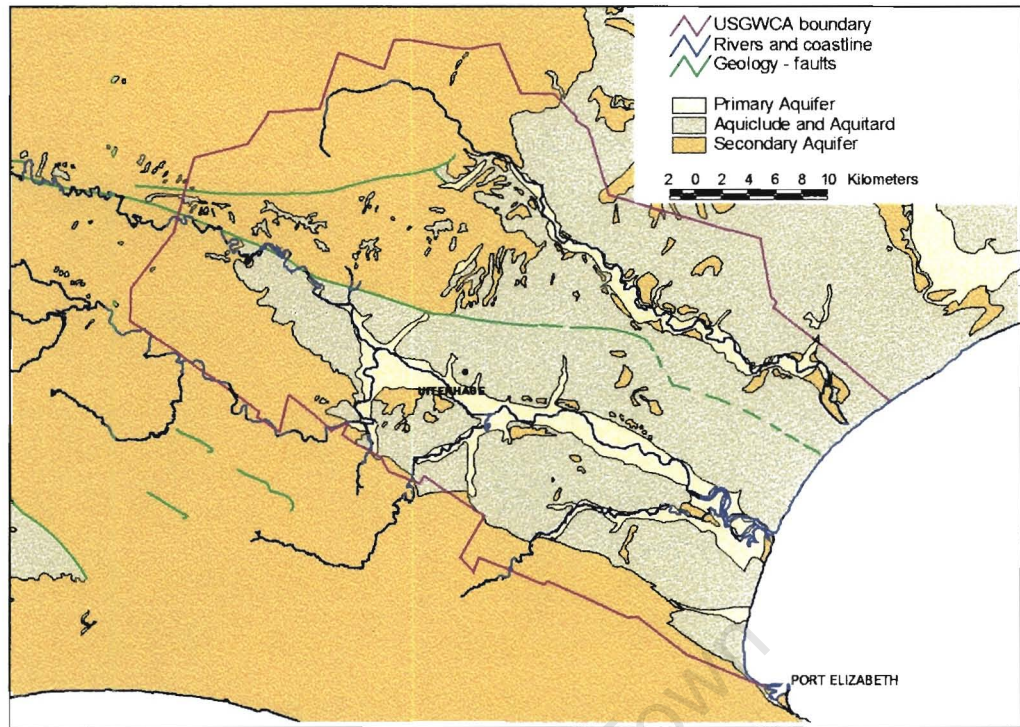 USGWCA boundary
Rivers and coastline
Geology - faults
Primary Aquifer
Aquiclude and Aquitard
Secondary Aquifer
2 0 2 4 6 8 10 Kilometers
UITENHAGE
PORT ELIZABETH
own